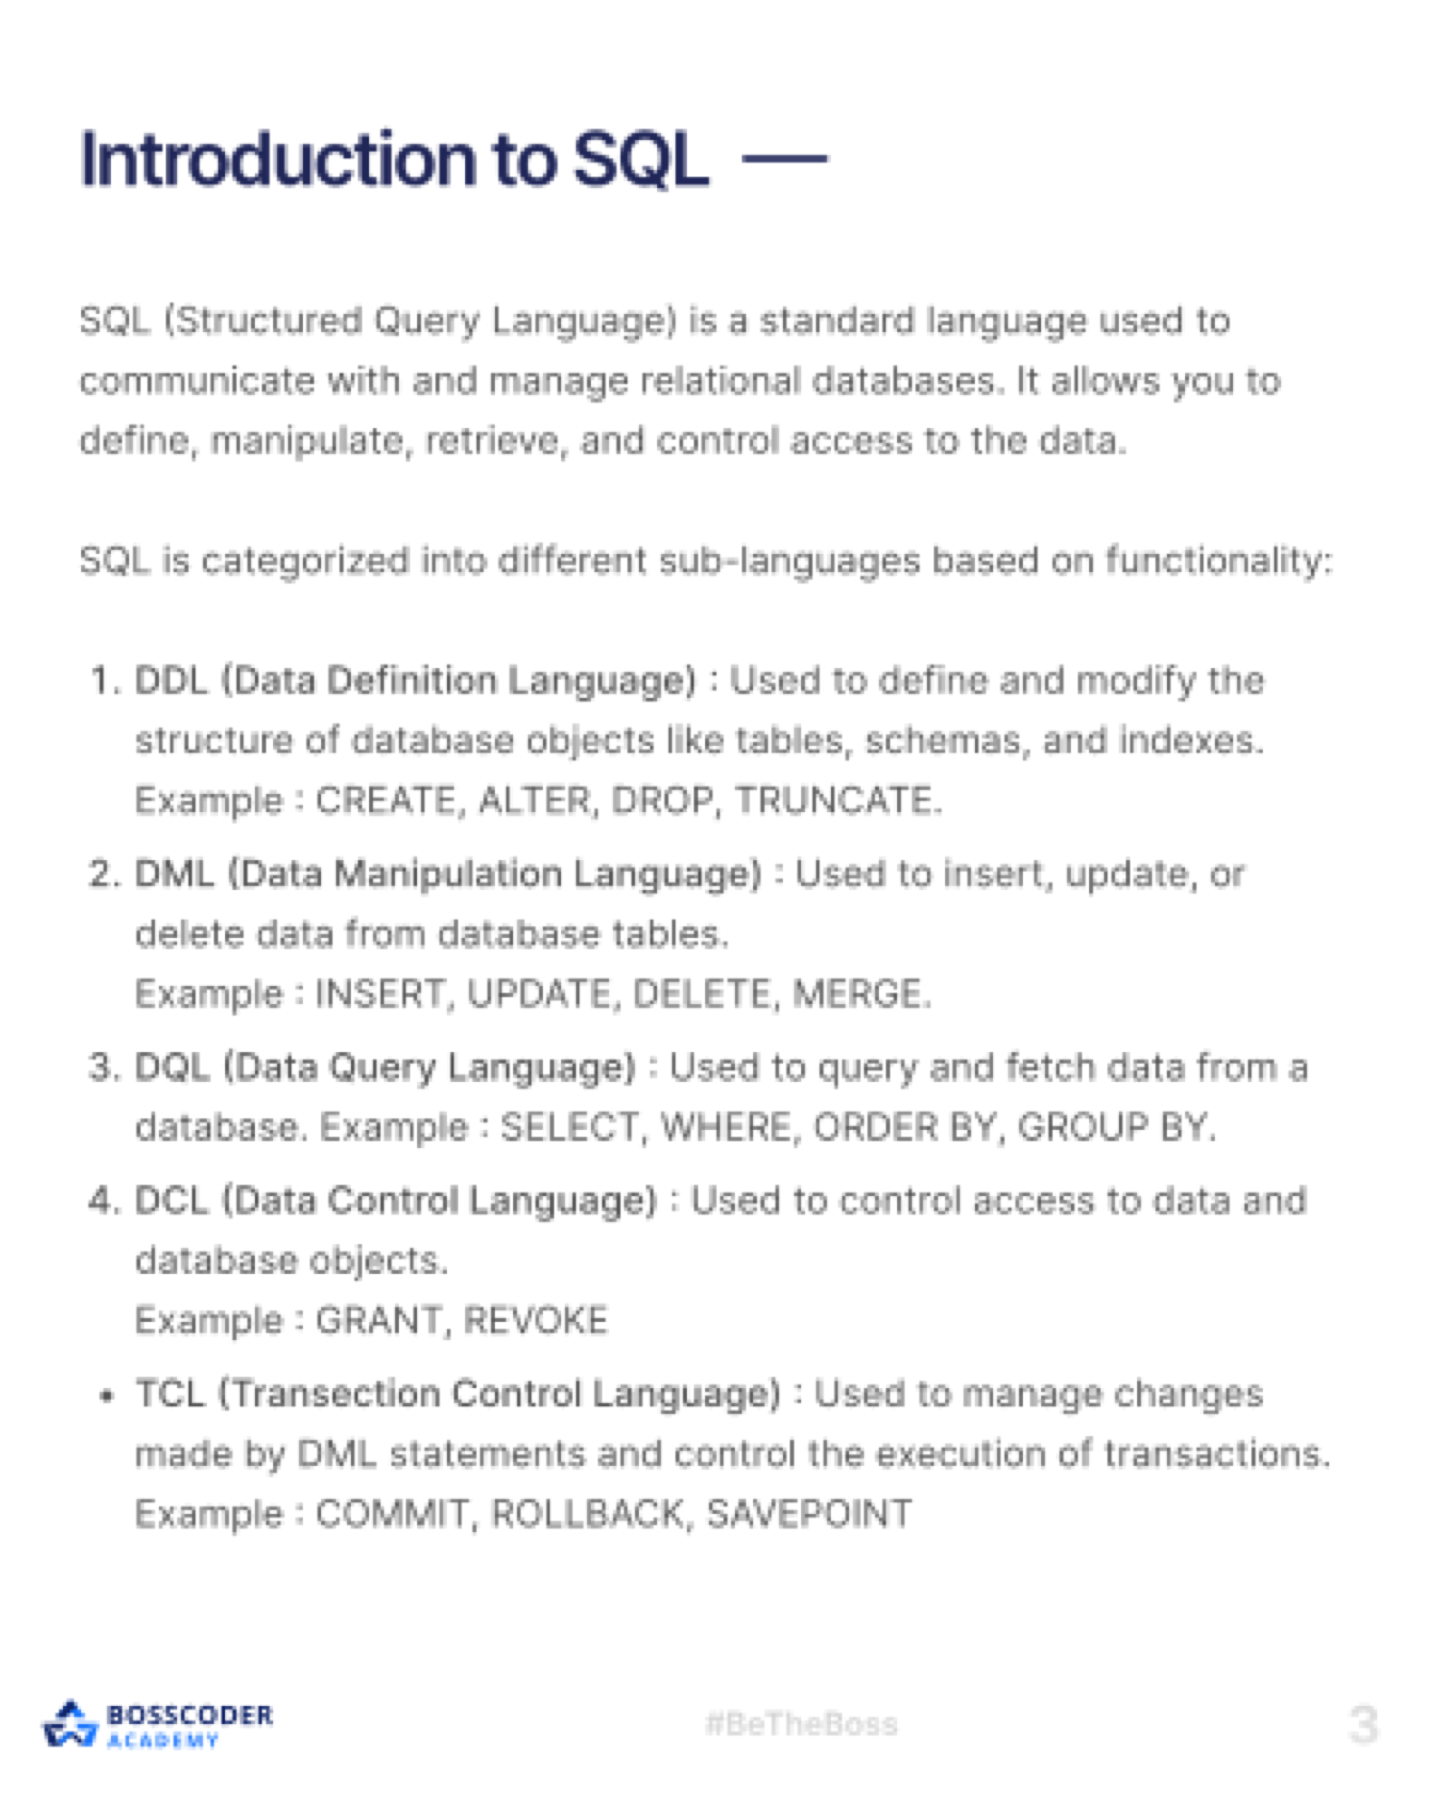 Introduction to SQL —
SQL (Structured Query Language) is a standard language used to
communicate with and manage relational databases. It allows you to
define, manipulate, retrieve, and control access to the data.
SQL is categorized into different sub-languages based on functionality:
1. DDL (Data Definition Language) : Used to define and modify the
structure of database objects like tables, schemas, and indexes.
Example : CREATE, ALTER, DROP, TRUNCATE.
2. DML (Data Manipulation Language) : Used to insert, update, or
delete data from database tables.
Example : INSERT, UPDATE, DELETE, MERGE.
3. DQL (Data Query Language) : Used to query and fetch data from a
database. Example : SELECT, WHERE, ORDER BY, GROUP BY.
4. DCL (Data Control Language) : Used to control access to data and
database objects.
Example : GRANT, REVOKE
• TCL (Transection Control Language) : Used to manage changes
made by DML statements and control the execution of transactions.
Example : COMMIT, ROLLBACK, SAVEPOINT
BOSSCODER
ACADEMY
#BeTheBoss
3